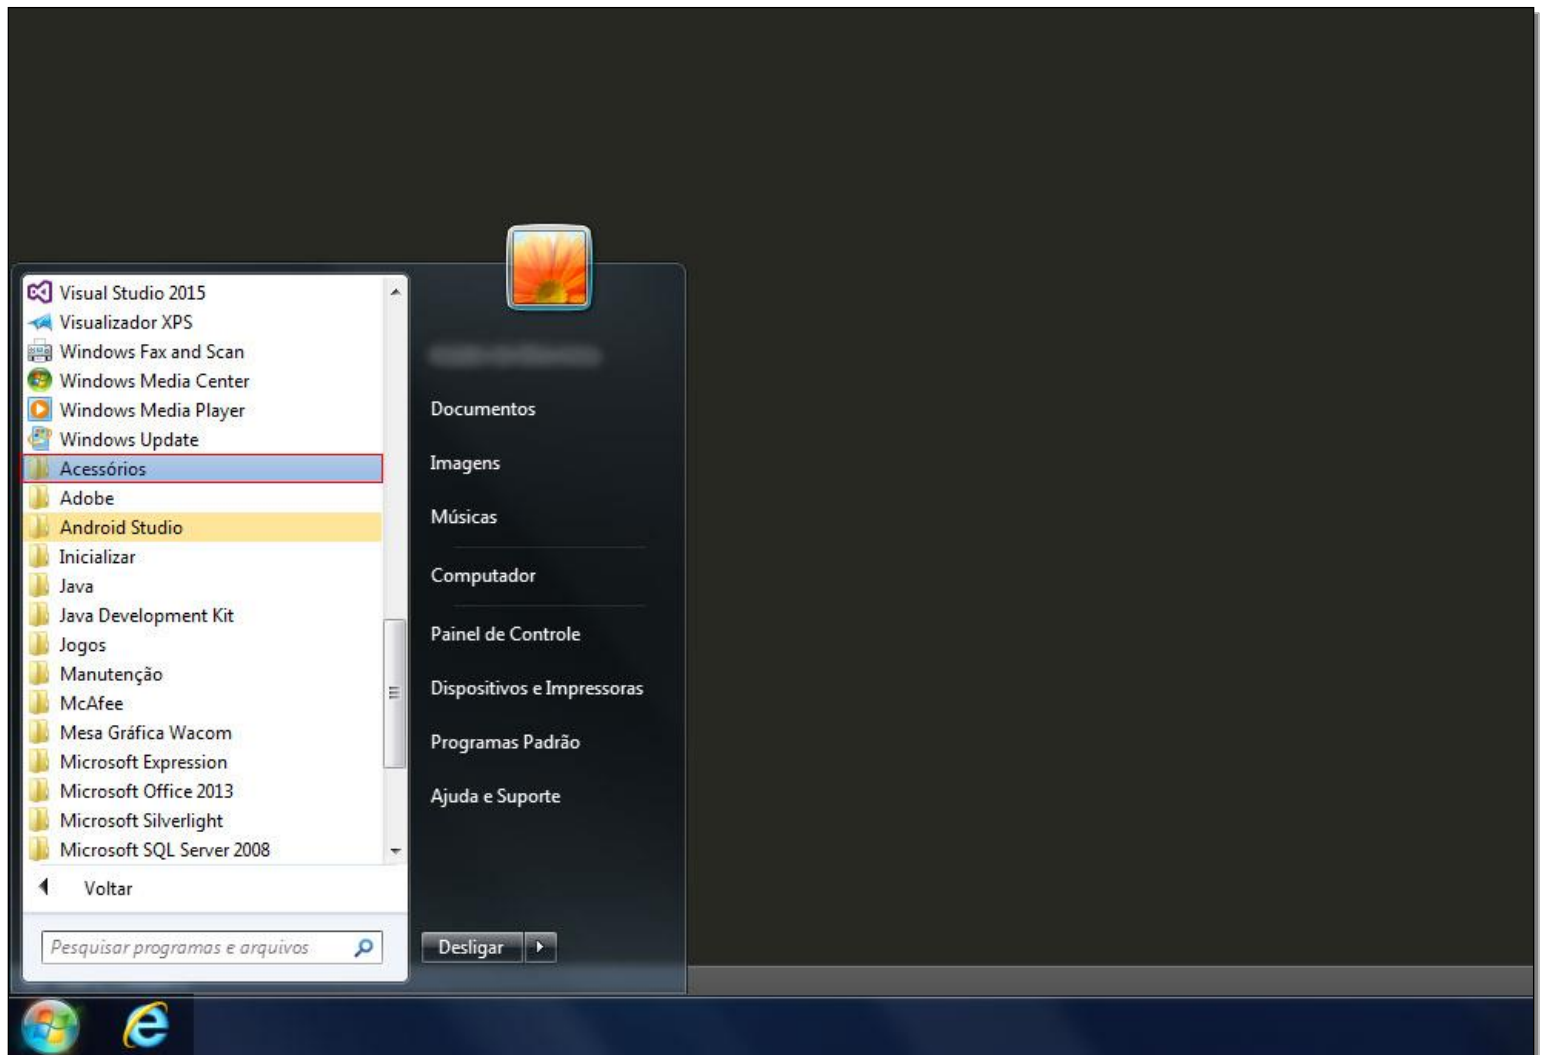 Visual Studio 2015
Visualizador XPS
Windows Fax and Scan
Windows Media Center
Windows Media Player
Windows Update
Acessórios
Adobe
Android Studio
Inicializar
Java
Java Development Kit
Jogos
Manutenção
McAfee
Mesa Gráfica Wacom
Microsoft Expression
Microsoft Office 2013
Microsoft Silverlight
Microsoft SQL Server 2008
Voltar
Pesquisar programas e arquivos
Documentos
Imagens
Músicas
Computador
Painel de Controle
Dispositivos e Impressoras
Programas Padrão
Ajuda e Suporte
Desligar